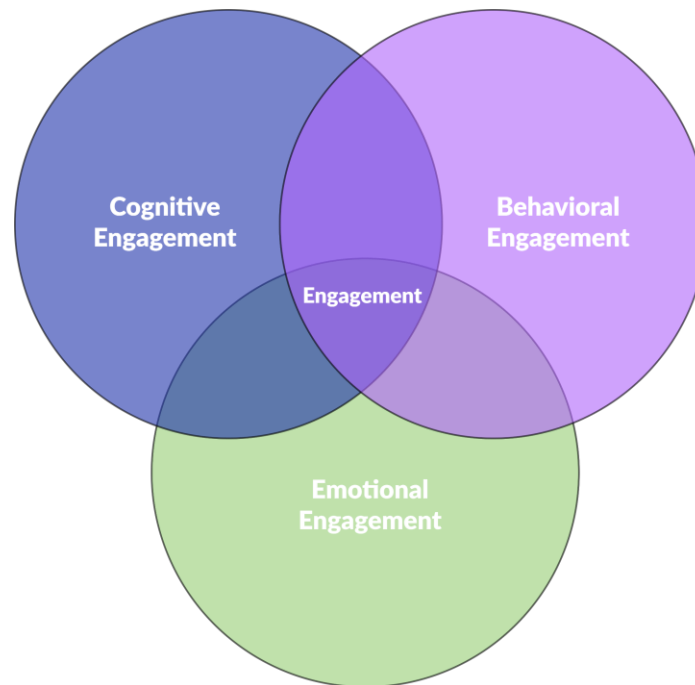 Cognitive
Engagement
Behavioral
Engagement
Engagement
Emotional
Engagement